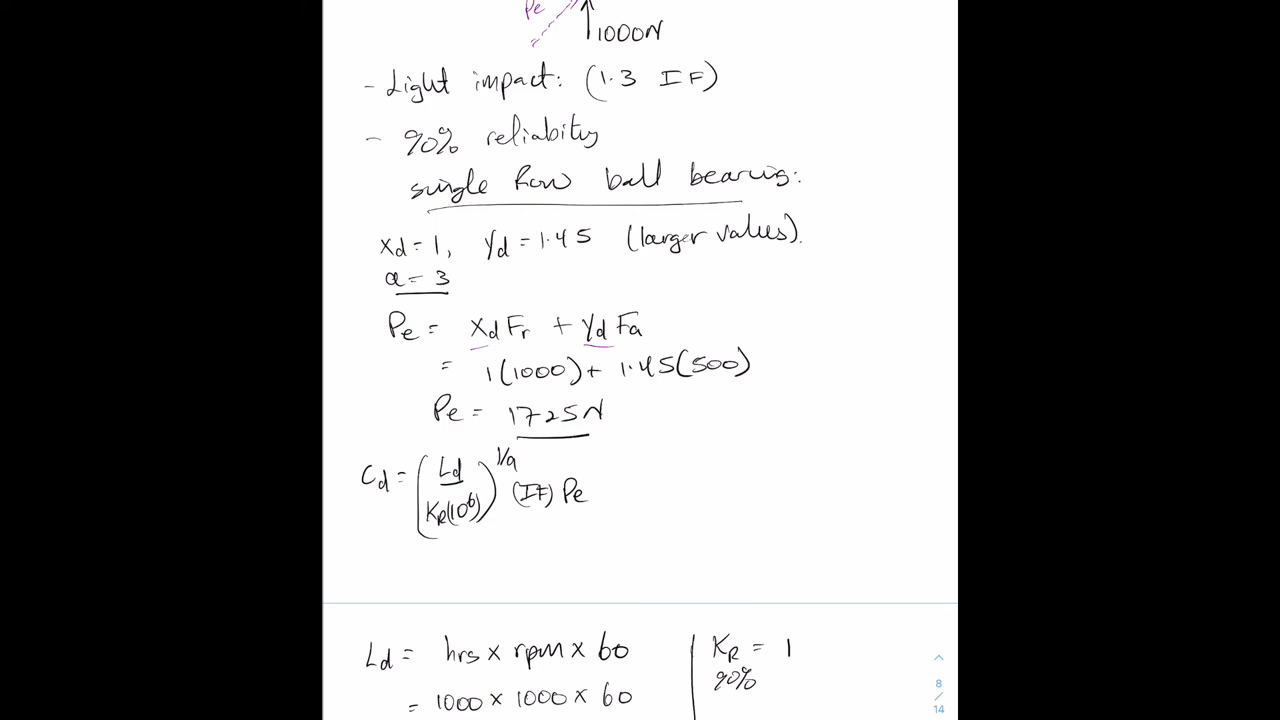 Pe
1000N
- Light impact: (1.3 IF)
- 90% reliabity
single Row ball bearing:
Xd = 1, Yd = 1.45 (larger values).
a = 3
Pe = XdFr + YdFa
= 1(1000) + 1.45(500)
Pe = 1725N
Cd = (Ld/KR(10^6))^1/a (IF) Pe
Ld = hrs × rpm × 60
= 1000 × 1000 × 60
KR = 1
90%
8
/
14